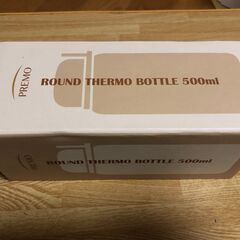 PREMO
ROUND THERMO BOTTLE 500ml
PREMO
ROUND THERMO BOTTLE 500ml